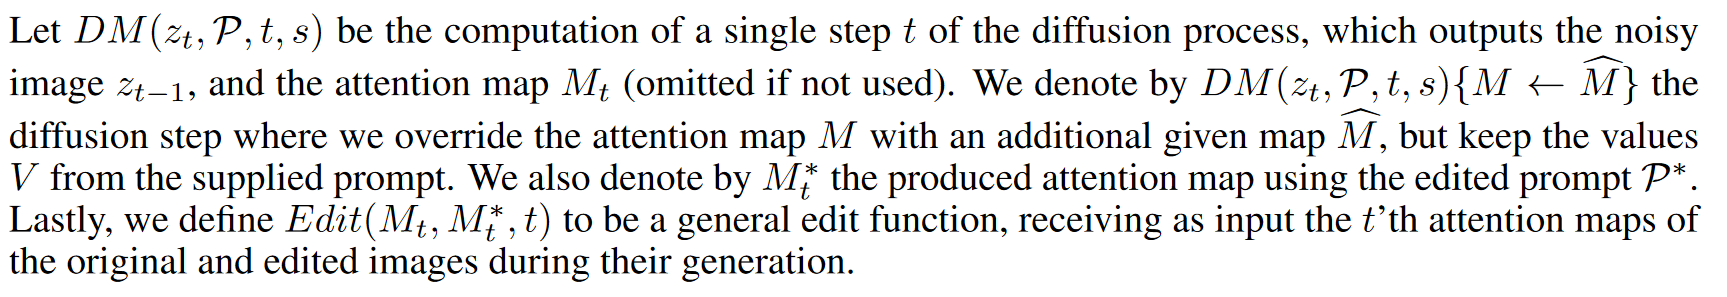 Let $DM(z_t, \mathcal{P}, t, s)$ be the computation of a single step $t$ of the diffusion process, which outputs the noisy
image $z_{t-1}$, and the attention map $M_t$ (omitted if not used). We denote by $DM(z_t, \mathcal{P}, t, s)\{M \leftarrow \widehat{M}\}$ the
diffusion step where we override the attention map $M$ with an additional given map $\widehat{M}$, but keep the values
$V$ from the supplied prompt. We also denote by $M_t^*$ the produced attention map using the edited prompt $\mathcal{P}^*$.
Lastly, we define $Edit(M_t, M_t^*, t)$ to be a general edit function, receiving as input the $t$'th attention maps of
the original and edited images during their generation.